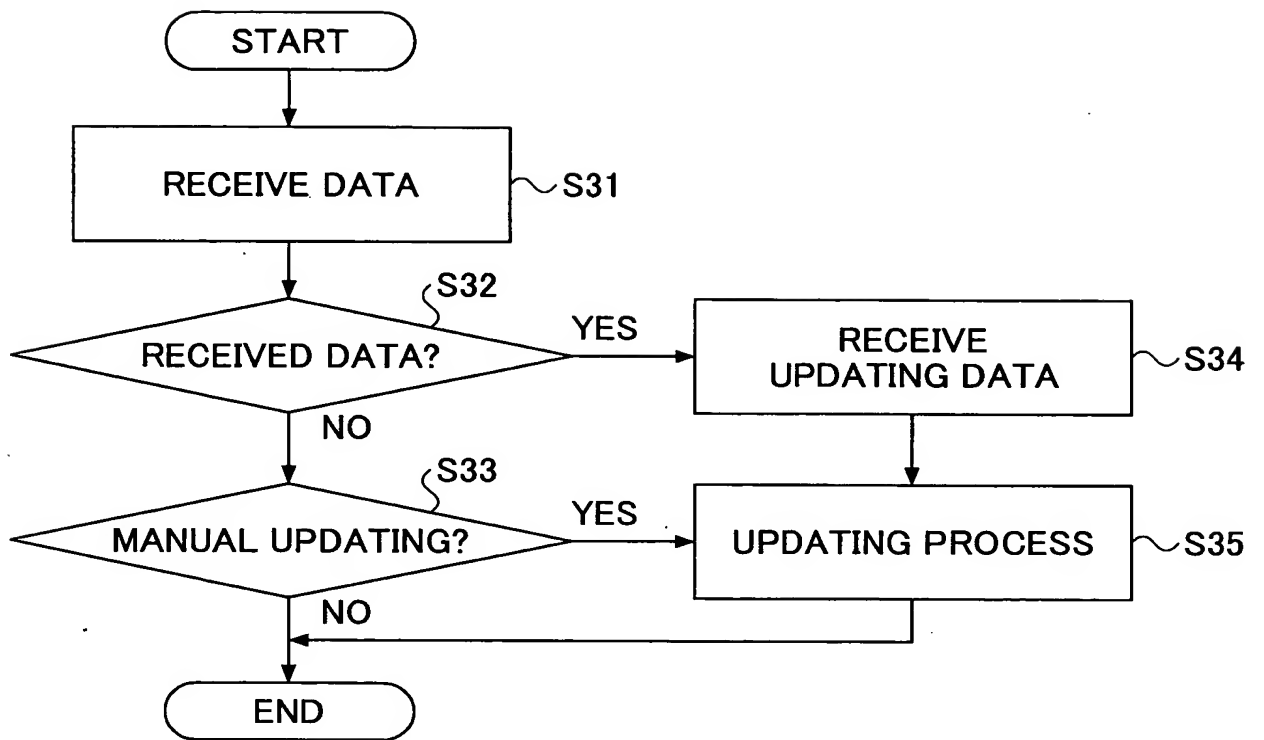 START
RECEIVE DATA
S31
S32
RECEIVED DATA?
YES
RECEIVE
UPDATING DATA
S34
NO
S33
MANUAL UPDATING?
YES
UPDATING PROCESS
S35
NO
END